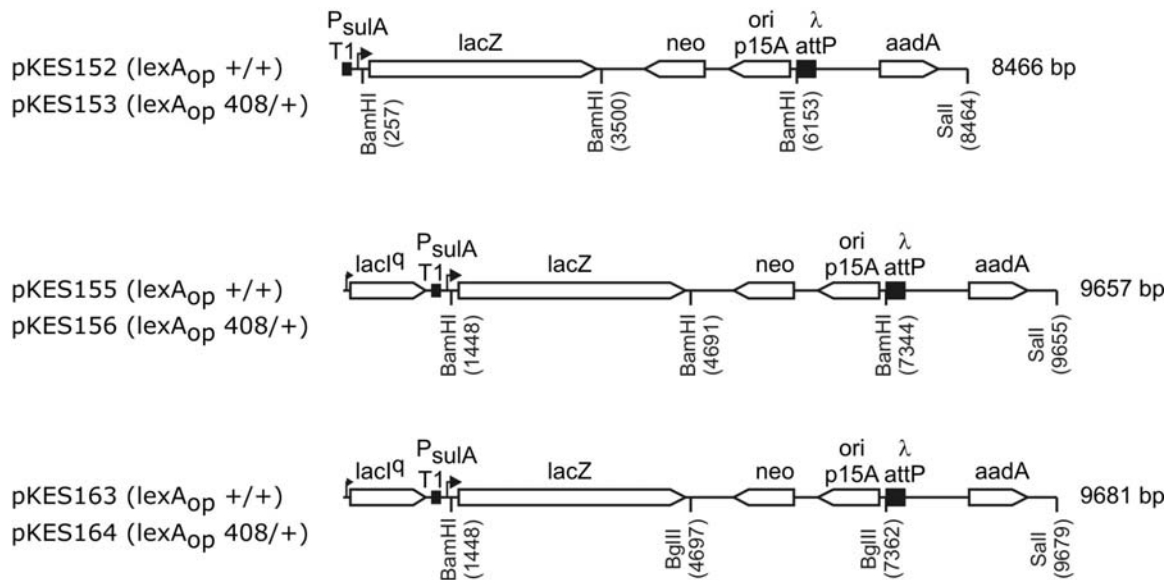 PsulA
T1
lacZ
neo
ori
p15A
λ
attP
aadA
pKES152 (lexAop +/+)
pKES153 (lexAop 408/+)
8466 bp
BamHI
(257)
BamHI
(3500)
BamHI
(6153)
SalI
(8464)
lacIq
PsulA
T1
lacZ
neo
ori
p15A
λ
attP
aadA
pKES155 (lexAop +/+)
pKES156 (lexAop 408/+)
9657 bp
BamHI
(1448)
BamHI
(4691)
BamHI
(7344)
SalI
(9655)
lacIq
PsulA
T1
lacZ
neo
ori
p15A
λ
attP
aadA
pKES163 (lexAop +/+)
pKES164 (lexAop 408/+)
9681 bp
BamHI
(1448)
BglII
(4697)
BglII
(7362)
SalI
(9679)